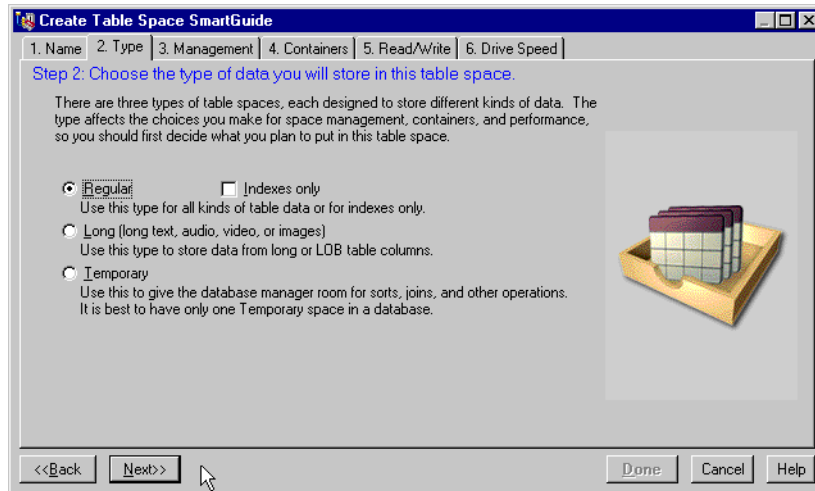 Create Table Space SmartGuide
1. Name 2. Type 3. Management 4. Containers 5. Read/Write 6. Drive Speed
Step 2: Choose the type of data you will store in this table space.
There are three types of table spaces, each designed to store different kinds of data. The
type affects the choices you make for space management, containers, and performance,
so you should first decide what you plan to put in this table space.
Regular Indexes only
Use this type for all kinds of table data or for indexes only.
Long (long text, audio, video, or images)
Use this type to store data from long or LOB table columns.
Temporary
Use this to give the database manager room for sorts, joins, and other operations.
It is best to have only one Temporary space in a database.
<<Back Next>> Done Cancel Help